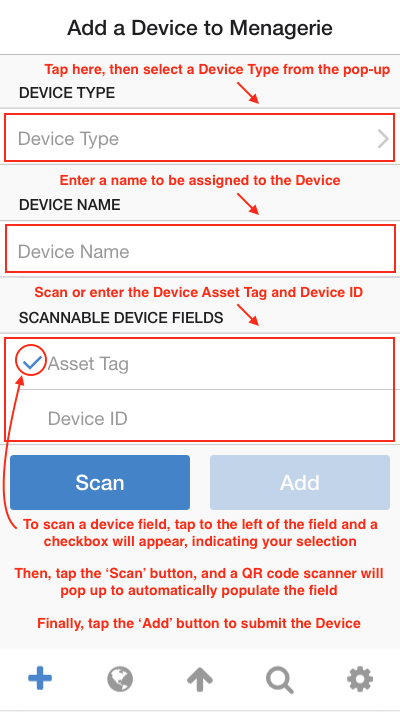 Add a Device to Menagerie
Tap here, then select a Device Type from the pop-up
DEVICE TYPE
Device Type
Enter a name to be assigned to the Device
DEVICE NAME
Device Name
Scan or enter the Device Asset Tag and Device ID
SCANNABLE DEVICE FIELDS
Asset Tag
Device ID
Scan
Add
To scan a device field, tap to the left of the field and a
checkbox will appear, indicating your selection
Then, tap the ‘Scan’ button, and a QR code scanner will
pop up to automatically populate the field
Finally, tap the ‘Add’ button to submit the Device